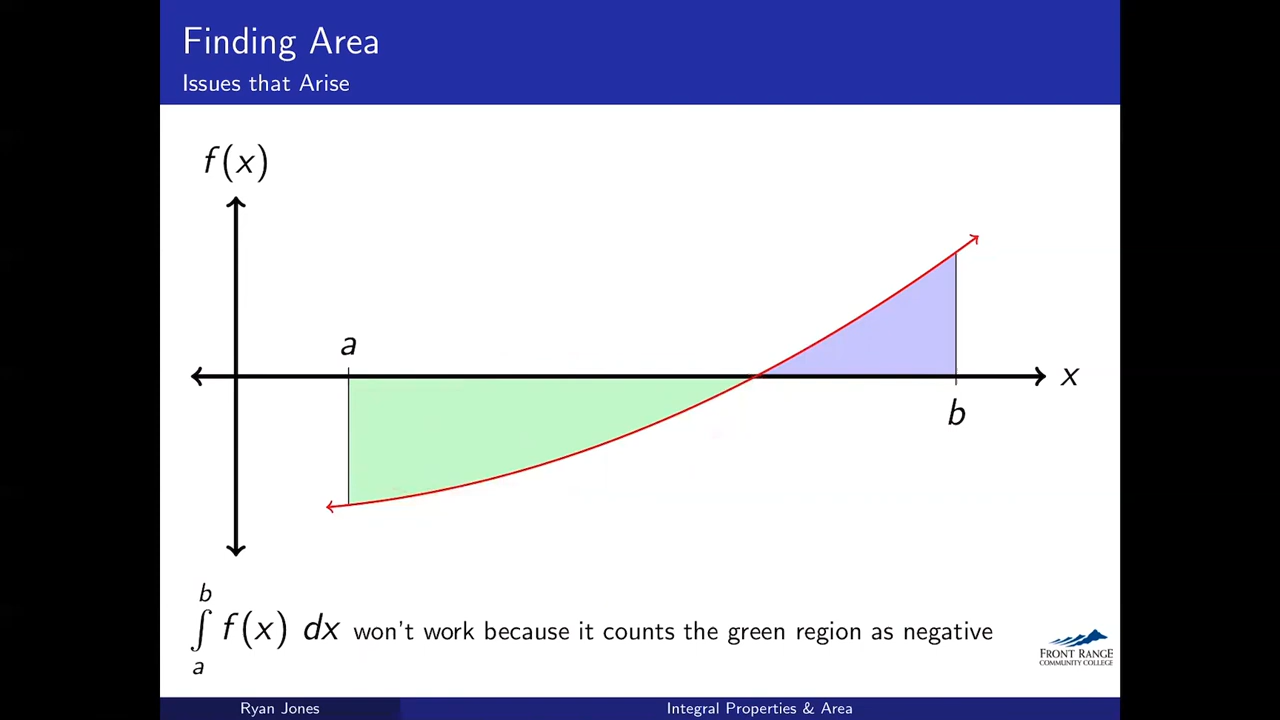 Finding Area
Issues that Arise
f(x)
a
x
b
b
∫ f(x) dx won't work because it counts the green region as negative
a
FRONT RANGE
COMMUNITY COLLEGE
Ryan Jones
Integral Properties & Area